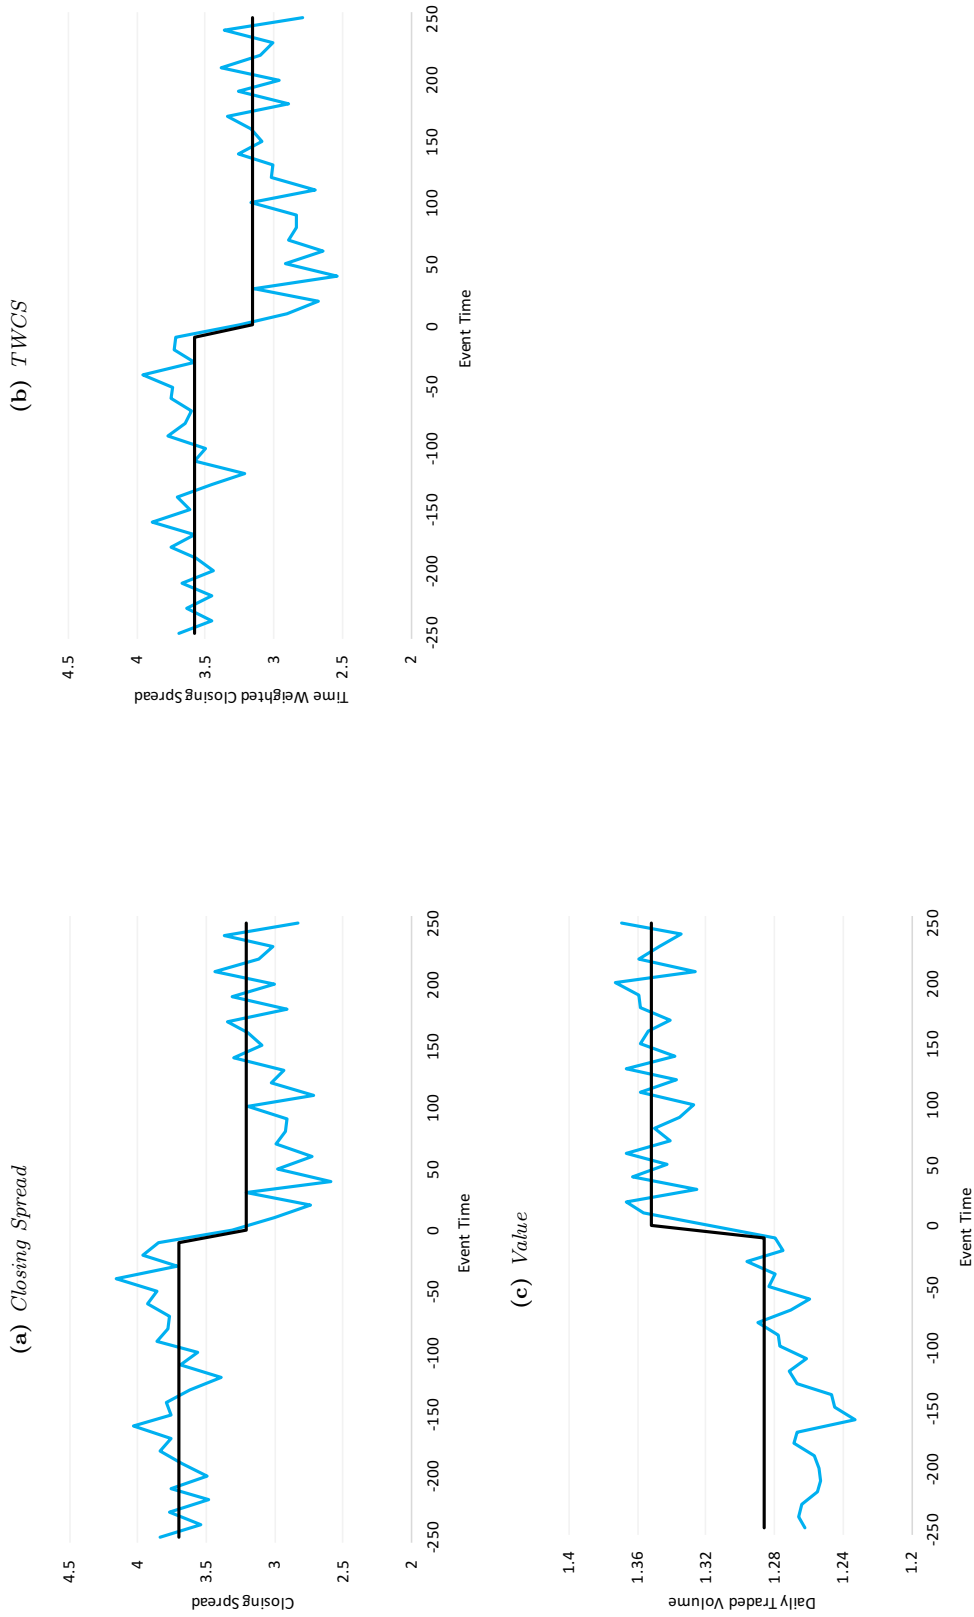 (a) Closing Spread
Closing Spread
4.5
4
3.5
3
2.5
2
-250 -200 -150 -100 -50 0 50 100 150 200 250
Event Time
(b) TWCS
Time Weighted Closing Spread
4.5
4
3.5
3
2.5
2
-250 -200 -150 -100 -50 0 50 100 150 200 250
Event Time
(c) Value
Daily Traded Volume
1.4
1.36
1.32
1.28
1.24
1.2
-250 -200 -150 -100 -50 0 50 100 150 200 250
Event Time